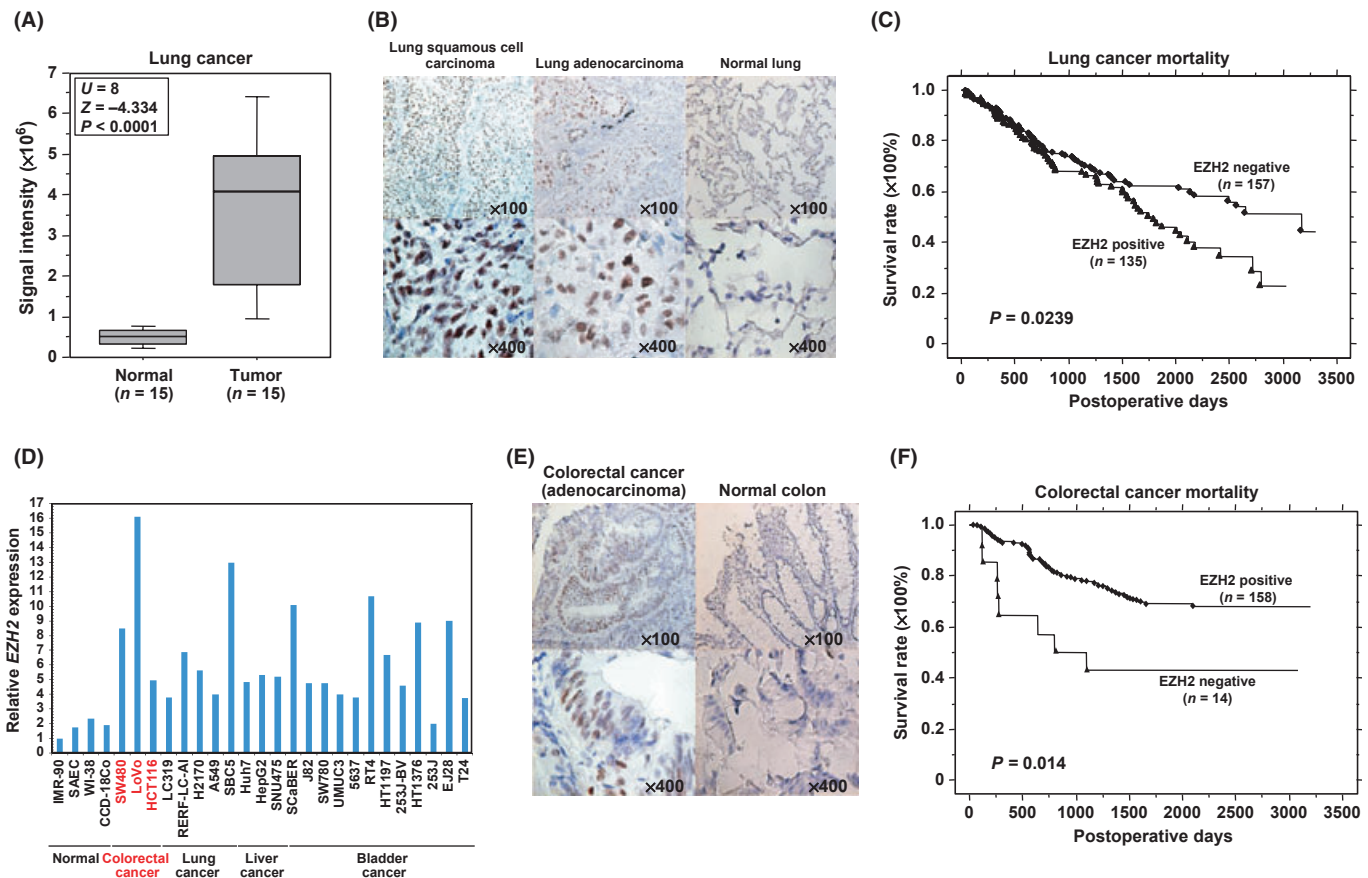 (A)
Lung cancer
7
6
5
4
3
2
1
0
Signal intensity (×10⁶)
U = 8
Z = –4.334
P < 0.0001
Normal
(n = 15)
Tumor
(n = 15)
(B)
Lung squamous cell
carcinoma
Lung adenocarcinoma
Normal lung
×100
×100
×100
×400
×400
×400
(C)
Lung cancer mortality
1.0
0.8
0.6
0.4
0.2
0
Survival rate (×100%)
EZH2 negative
(n = 157)
EZH2 positive
(n = 135)
P = 0.0239
0
500
1000
1500
2000
2500
3000
3500
Postoperative days
(D)
17
16
15
14
13
12
11
10
9
8
7
6
5
4
3
2
1
0
Relative EZH2 expression
IMR-90
SAEC
WI-38
CCD-18Co
SW480
LoVo
HCT116
LC319
RERF-LC-AI
H2170
A549
SBC5
Huh7
HepG2
SNU475
SCaBER
J82
SW780
UMUC3
5637
RT4
HT1197
253J-BV
HT1376
253J
EJ28
T24
Normal
Colorectal
cancer
Lung
cancer
Liver
cancer
Bladder
cancer
(E)
Colorectal cancer
(adenocarcinoma)
Normal colon
×100
×100
×400
×400
(F)
Colorectal cancer mortality
1.0
0.8
0.6
0.4
0.2
0
Survival rate (×100%)
EZH2 positive
(n = 158)
EZH2 negative
(n = 14)
P = 0.014
0
500
1000
1500
2000
2500
3000
3500
Postoperative days